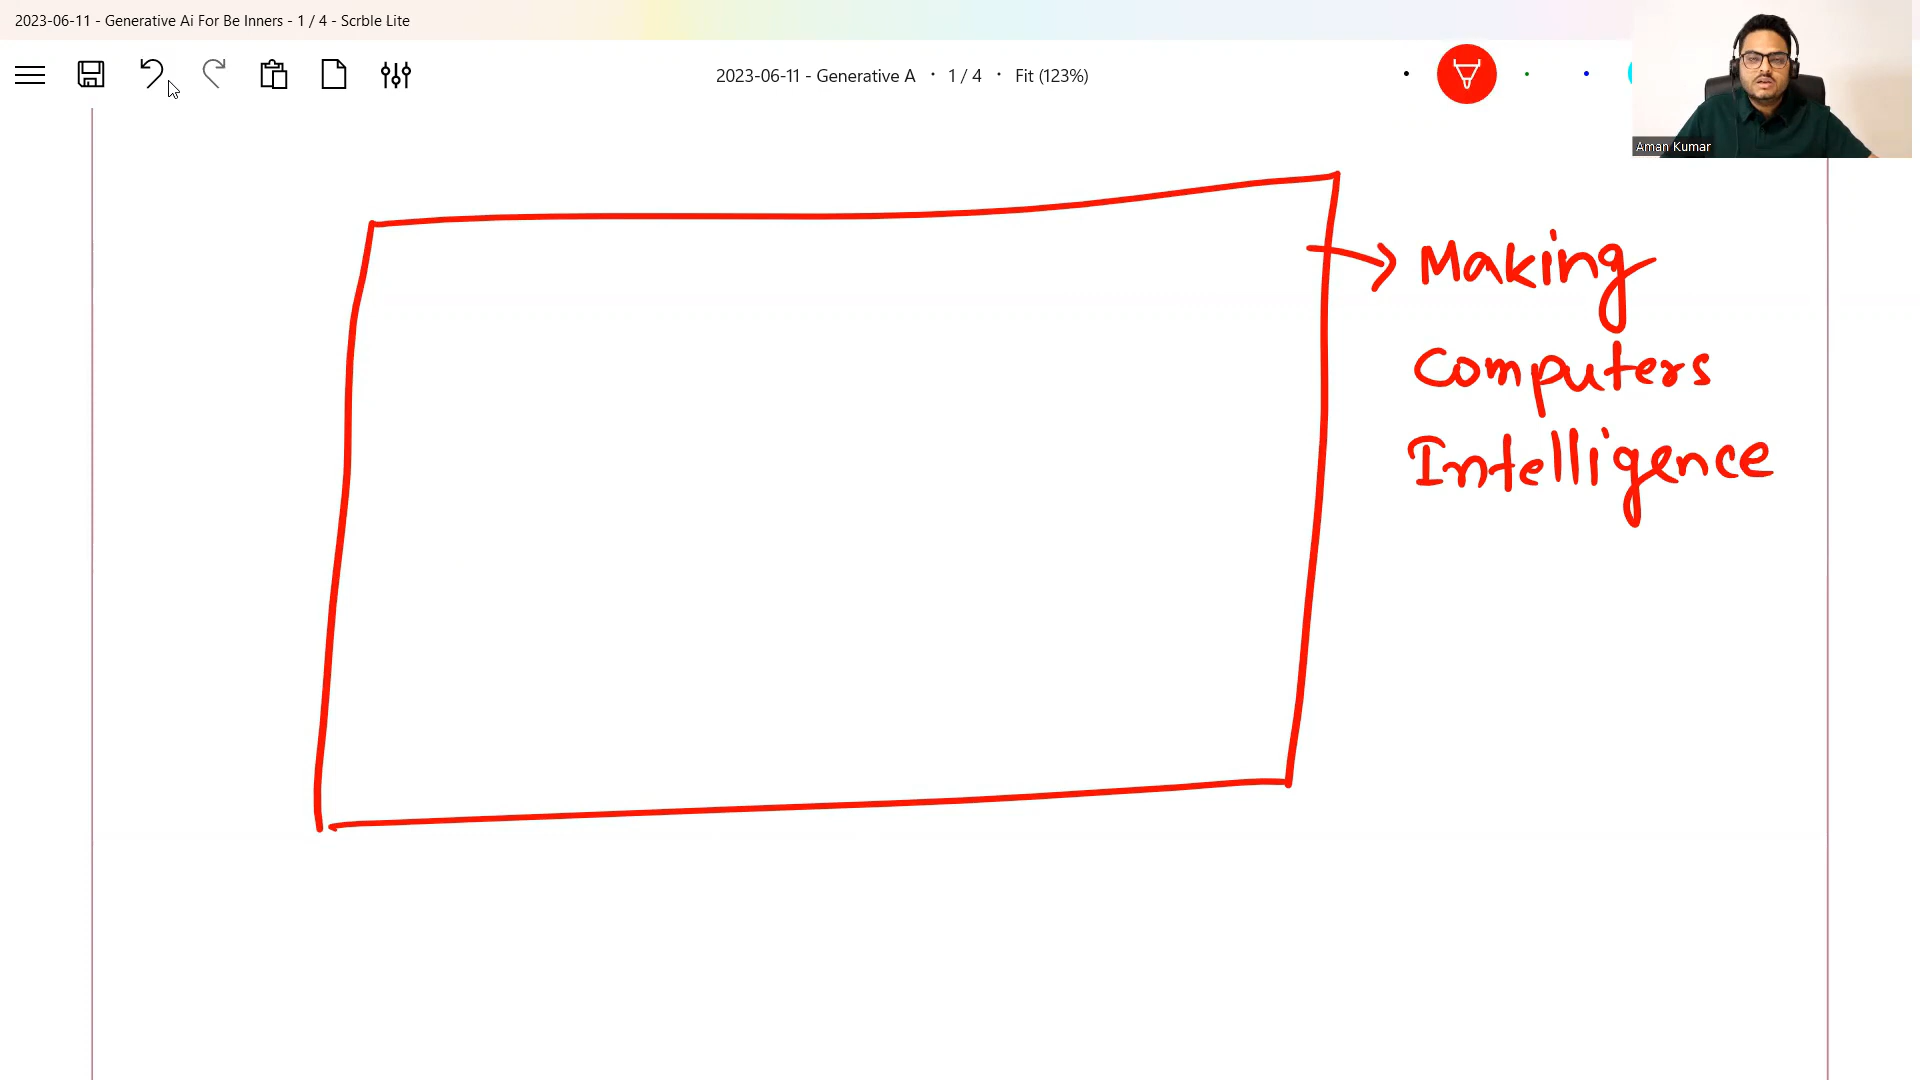 2023-06-11 - Generative Ai For Be Inners - 1 / 4 - Scrble Lite
2023-06-11 - Generative A • 1 / 4 • Fit (123%)
Aman Kumar
Making
Computers
Intelligence